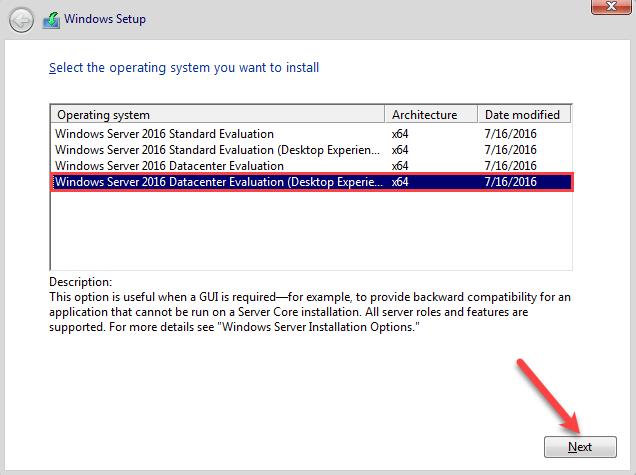 Windows Setup
Select the operating system you want to install
Operating system Architecture Date modified
Windows Server 2016 Standard Evaluation x64 7/16/2016
Windows Server 2016 Standard Evaluation (Desktop Experien... x64 7/16/2016
Windows Server 2016 Datacenter Evaluation x64 7/16/2016
Windows Server 2016 Datacenter Evaluation (Desktop Experie... x64 7/16/2016
Description:
This option is useful when a GUI is required—for example, to provide backward compatibility for an
application that cannot be run on a Server Core installation. All server roles and features are
supported. For more details see "Windows Server Installation Options."
Next